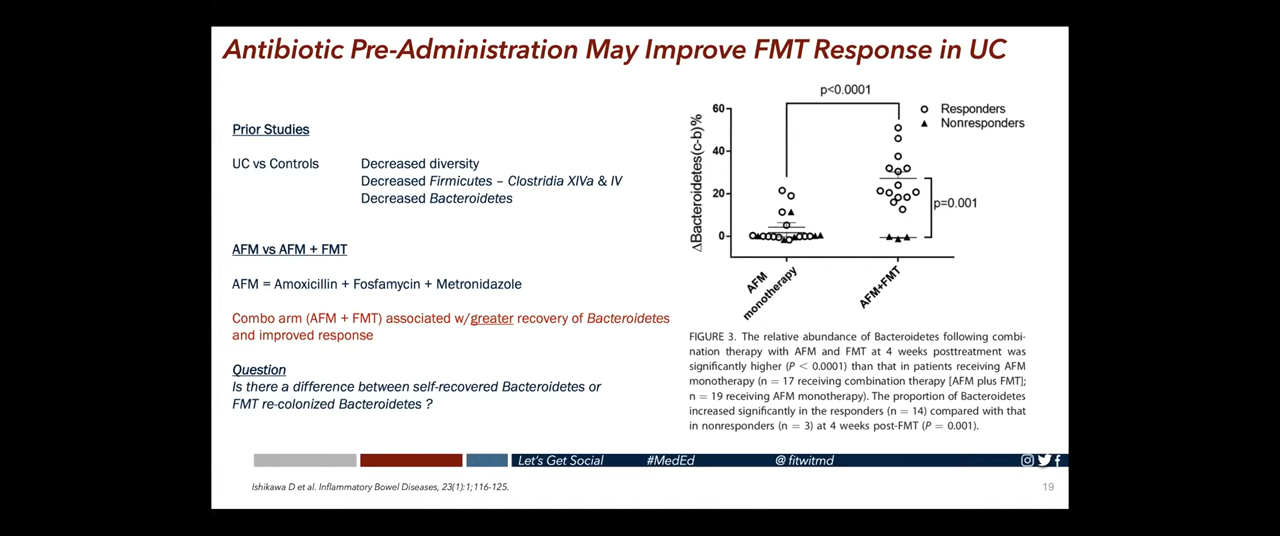 Antibiotic Pre-Administration May Improve FMT Response in UC
Prior Studies
UC vs Controls
Decreased diversity
Decreased Firmicutes – Clostridia XIVa & IV
Decreased Bacteroidetes
AFM vs AFM + FMT
AFM = Amoxicillin + Fosfamycin + Metronidazole
Combo arm (AFM + FMT) associated w/greater recovery of Bacteroidetes
and improved response
Question
Is there a difference between self-recovered Bacteroidetes or
FMT re-colonized Bacteroidetes ?
p<0.0001
Responders
Nonresponders
ΔBacteroidetes(c-b)%
60
40
20
0
p=0.001
AFM
monotherapy
AFM+FMT
FIGURE 3. The relative abundance of Bacteroidetes following combi-
nation therapy with AFM and FMT at 4 weeks posttreatment was
significantly higher (P < 0.0001) than that in patients receiving AFM
monotherapy (n = 17 receiving combination therapy [AFM plus FMT];
n = 19 receiving AFM monotherapy). The proportion of Bacteroidetes
increased significantly in the responders (n = 14) compared with that
in nonresponders (n = 3) at 4 weeks post-FMT (P = 0.001).
Let's Get Social
#MedEd
@ fitwitmd
Ishikawa D et al. Inflammatory Bowel Diseases, 23(1):1;116-125.
19